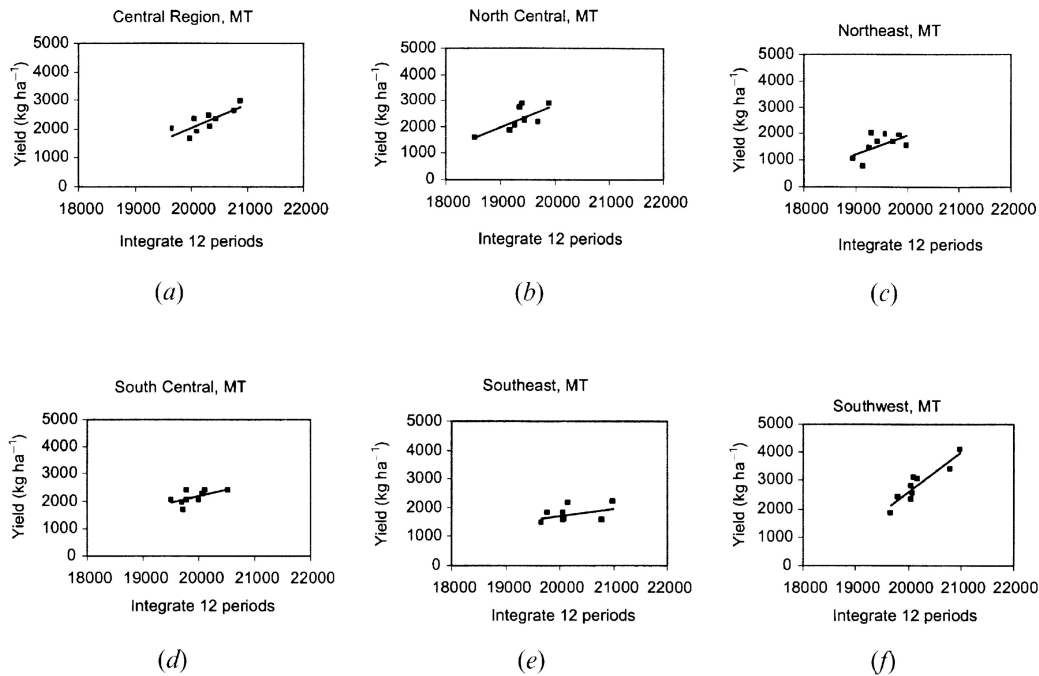 Central Region, MT
Yield (kg ha⁻¹)
5000
4000
3000
2000
1000
0
18000 19000 20000 21000 22000
Integrate 12 periods
(a)
North Central, MT
Yield (kg ha⁻¹)
5000
4000
3000
2000
1000
0
18000 19000 20000 21000 22000
Integrate 12 periods
(b)
Northeast, MT
Yield (kg ha⁻¹)
5000
4000
3000
2000
1000
0
18000 19000 20000 21000 22000
Integrate 12 periods
(c)
South Central, MT
Yield (kg ha⁻¹)
5000
4000
3000
2000
1000
0
18000 19000 20000 21000 22000
Integrate 12 periods
(d)
Southeast, MT
Yield (kg ha⁻¹)
5000
4000
3000
2000
1000
0
18000 19000 20000 21000 22000
Integrate 12 periods
(e)
Southwest, MT
Yield (kg ha⁻¹)
5000
4000
3000
2000
1000
0
18000 19000 20000 21000 22000
Integrate 12 periods
(f)